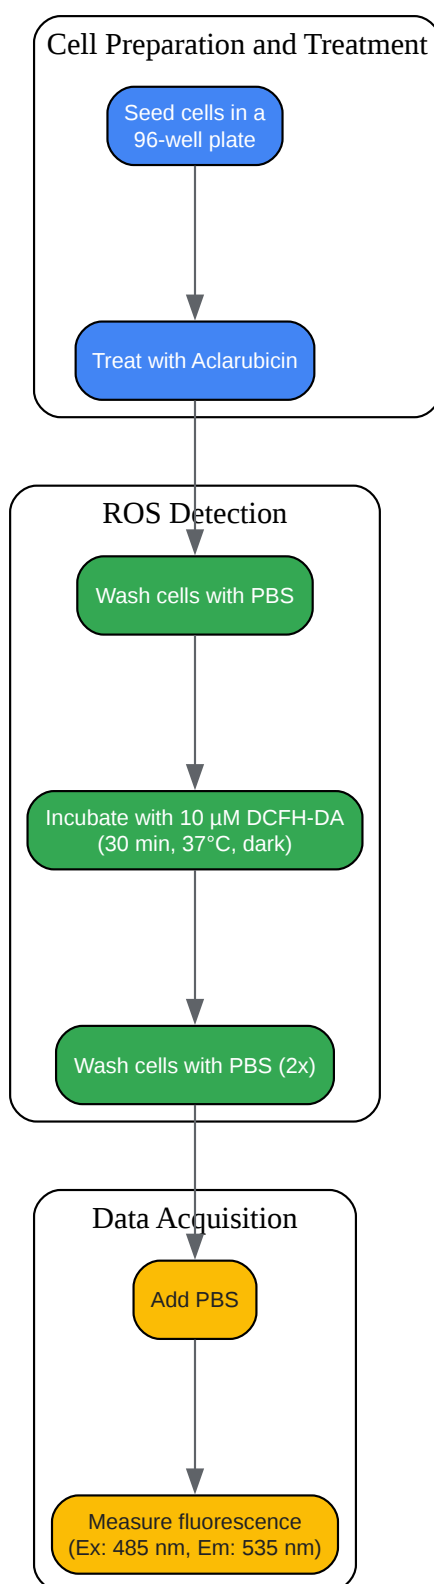 Cell Preparation and Treatment
Seed cells in a
96-well plate
Treat with Aclarubicin
ROS Detection
Wash cells with PBS
Incubate with 10 µM DCFH-DA
(30 min, 37°C, dark)
Wash cells with PBS (2x)
Data Acquisition
Add PBS
Measure fluorescence
(Ex: 485 nm, Em: 535 nm)